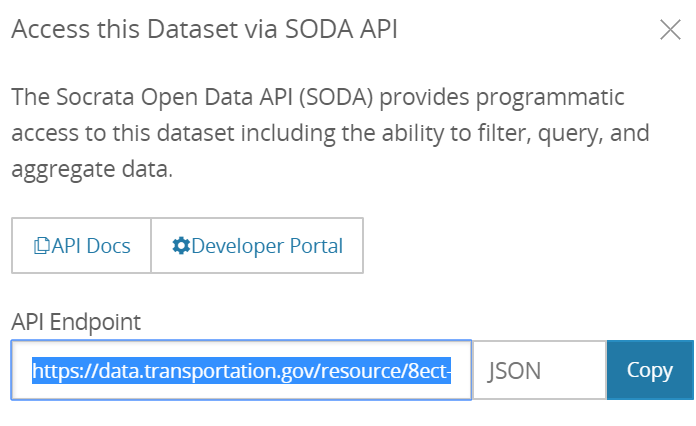 Access this Dataset via SODA API
The Socrata Open Data API (SODA) provides programmatic
access to this dataset including the ability to filter, query, and
aggregate data.
API Docs
Developer Portal
API Endpoint
https://data.transportation.gov/resource/8ect-
JSON
Copy